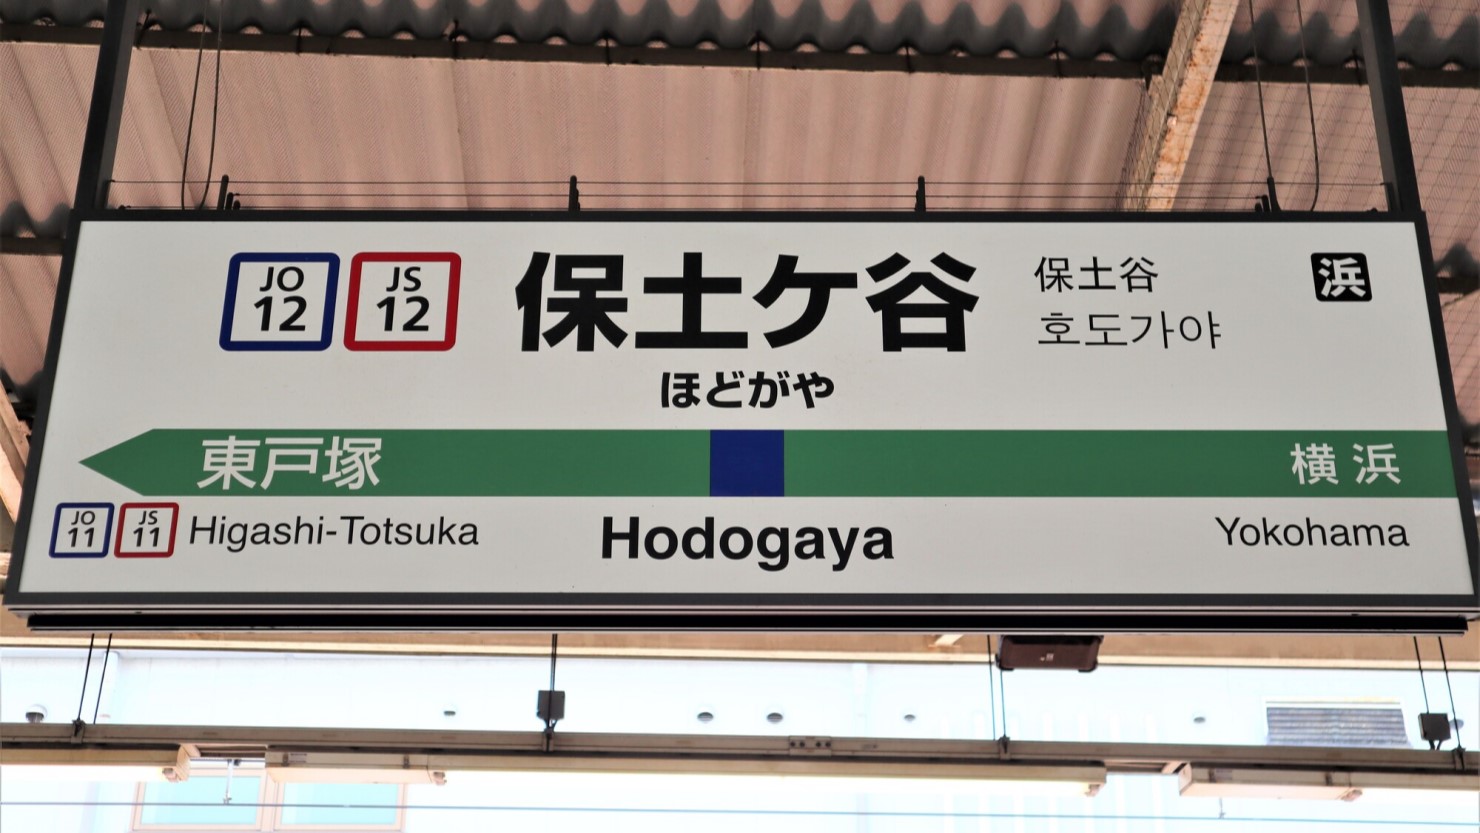 JO 12 JS 12 保土ケ谷 保土谷 浜
호도가야
ほどがや
東戸塚 横浜
JO 11 JS 11 Higashi-Totsuka Hodogaya Yokohama